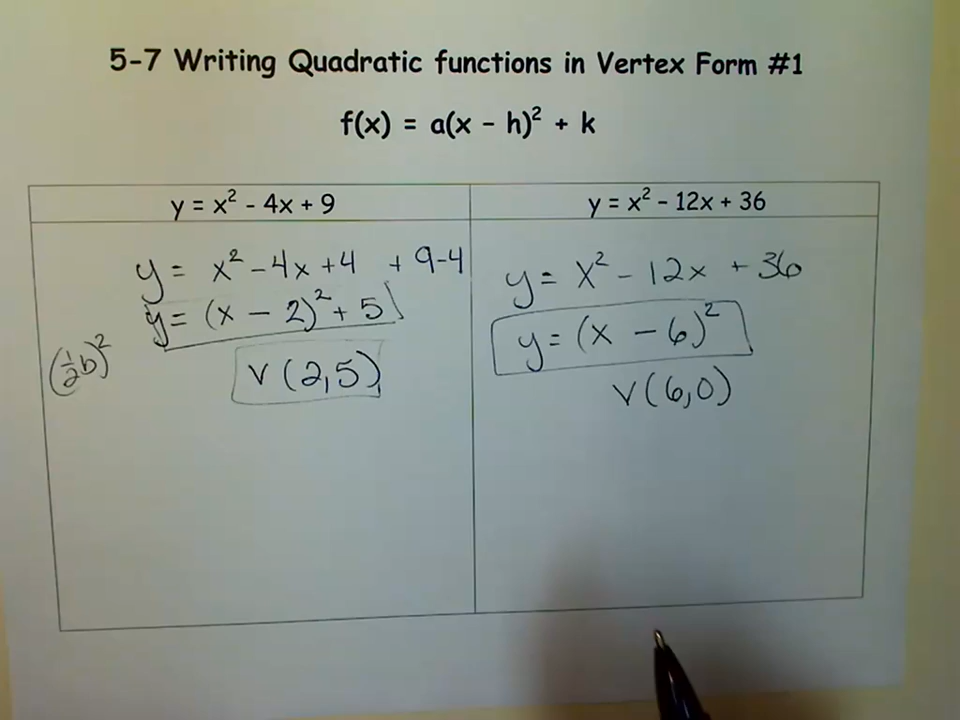 5-7 Writing Quadratic functions in Vertex Form #1
f(x) = a(x - h)² + k
y = x² - 4x + 9
y = x² - 4x + 4 + 9-4
y = (x - 2)² + 5
(½b)²
V (2,5)
y = x² - 12x + 36
y = x² - 12x + 36
y = (x - 6)²
V (6,0)